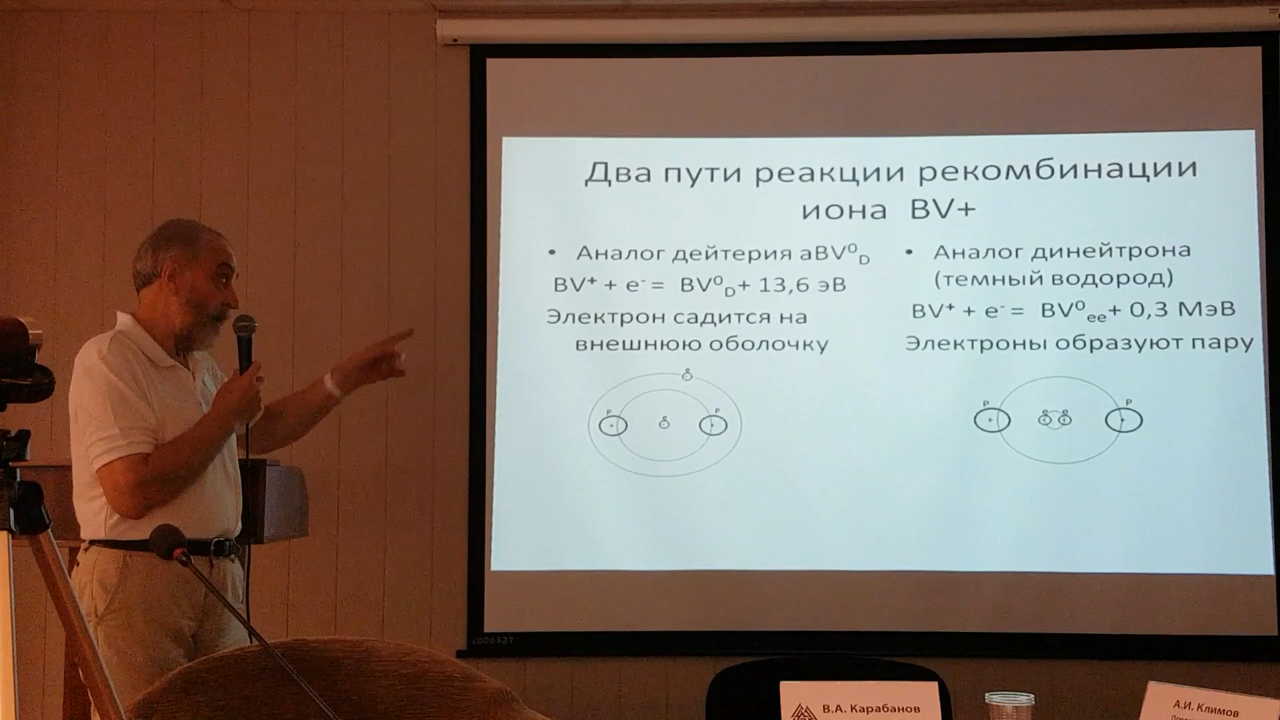 Два пути реакции рекомбинации
иона BV+
• Аналог дейтерия aBV⁰D
BV⁺ + e⁻ = BV⁰D + 13,6 эВ
Электрон садится на
внешнюю оболочку
P
P
• Аналог динейтрона
(темный водород)
BV⁺ + e⁻ = BV⁰ee + 0,3 МэВ
Электроны образуют пару
P
P
В.А. Карабанов
А.И. Климов